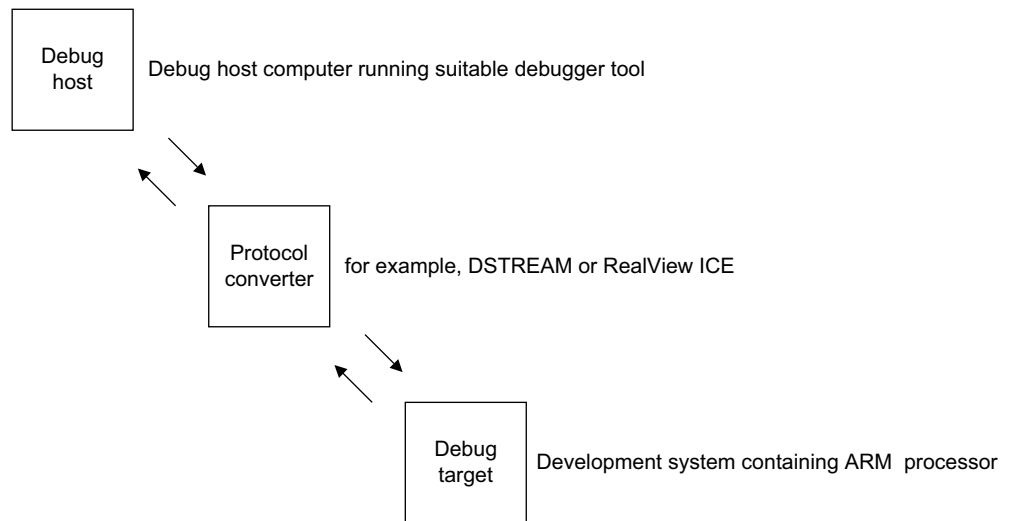 Debug
host
Debug host computer running suitable debugger tool
Protocol
converter
for example, DSTREAM or RealView ICE
Debug
target
Development system containing ARM processor